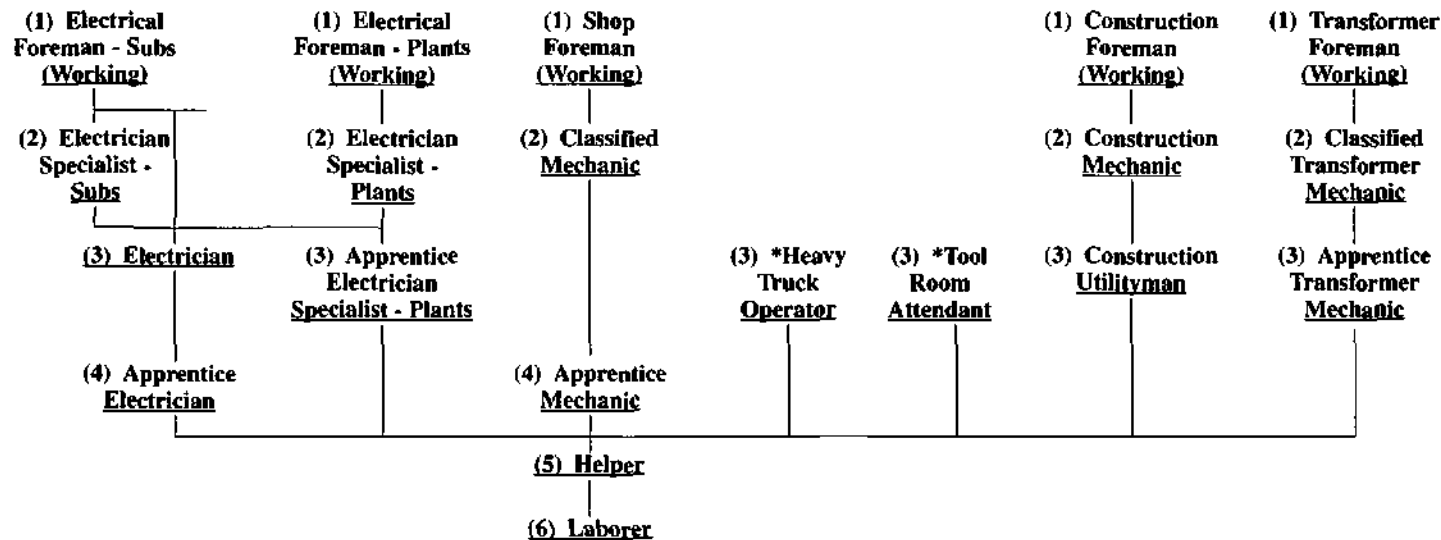 (1) Electrical
Foreman - Subs
(Working)
(1) Electrical
Foreman - Plants
(Working)
(1) Shop
Foreman
(Working)
(1) Construction
Foreman
(Working)
(1) Transformer
Foreman
(Working)
(2) Electrician
Specialist -
Subs
(2) Electrician
Specialist -
Plants
(2) Classified
Mechanic
(2) Construction
Mechanic
(2) Classified
Transformer
Mechanic
(3) Electrician
(3) Apprentice
Electrician
Specialist - Plants
(3) *Heavy
Truck
Operator
(3) *Tool
Room
Attendant
(3) Construction
Utilityman
(3) Apprentice
Transformer
Mechanic
(4) Apprentice
Electrician
(4) Apprentice
Mechanic
(5) Helper
(6) Laborer